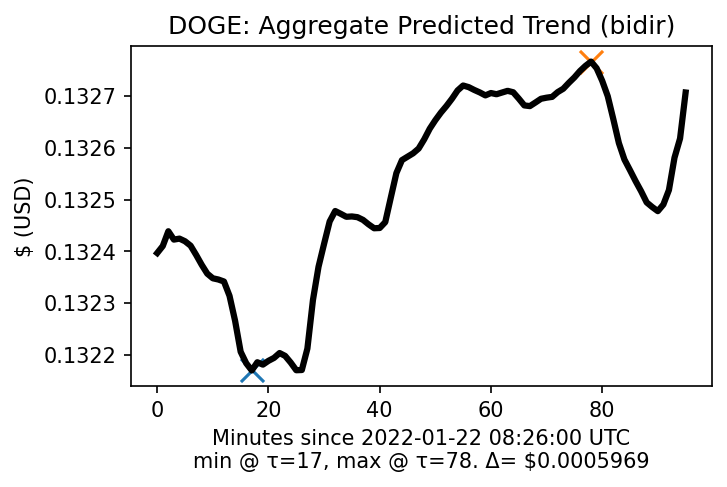 DOGE: Aggregate Predicted Trend (bidir)
$ (USD)
0.1327
0.1326
0.1325
0.1324
0.1323
0.1322
0 20 40 60 80
Minutes since 2022-01-22 08:26:00 UTC
min @ τ=17, max @ τ=78. Δ= $0.0005969